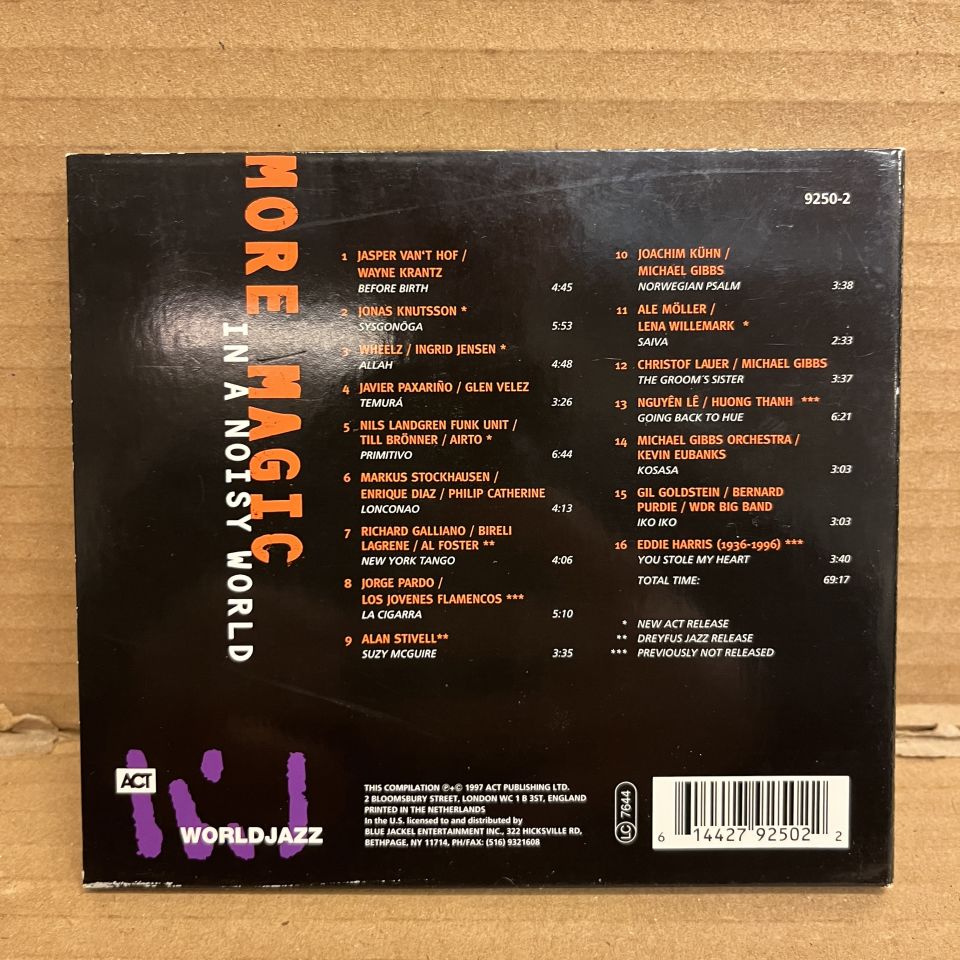 MORE MAGIC
IN A NOISY WORLD
9250-2
1 JASPER VAN'T HOF /
WAYNE KRANTZ
BEFORE BIRTH 4:45
2 JONAS KNUTSSON *
SYSGONÖGA 5:53
3 WHEELZ / INGRID JENSEN *
ALLAH 4:48
4 JAVIER PAXARIÑO / GLEN VELEZ
TEMURÁ 3:26
5 NILS LANDGREN FUNK UNIT /
TILL BRÖNNER / AIRTO *
PRIMITIVO 6:44
6 MARKUS STOCKHAUSEN /
ENRIQUE DIAZ / PHILIP CATHERINE
LONCONAO 4:13
7 RICHARD GALLIANO / BIRELI
LAGRENE / AL FOSTER **
NEW YORK TANGO 4:06
8 JORGE PARDO /
LOS JOVENES FLAMENCOS ***
LA CIGARRA 5:10
9 ALAN STIVELL**
SUZY MCGUIRE 3:35
10 JOACHIM KÜHN /
MICHAEL GIBBS
NORWEGIAN PSALM 3:38
11 ALE MÖLLER /
LENA WILLEMARK *
SAIVA 2:33
12 CHRISTOF LAUER / MICHAEL GIBBS
THE GROOM'S SISTER 3:37
13 NGUYÊN LÊ / HUONG THANH ***
GOING BACK TO HUE 6:21
14 MICHAEL GIBBS ORCHESTRA /
KEVIN EUBANKS
KOSASA 3:03
15 GIL GOLDSTEIN / BERNARD
PURDIE / WDR BIG BAND
IKO IKO 3:03
16 EDDIE HARRIS (1936-1996) ***
YOU STOLE MY HEART 3:40
TOTAL TIME: 69:17
* NEW ACT RELEASE
** DREYFUS JAZZ RELEASE
*** PREVIOUSLY NOT RELEASED
ACT
WORLDJAZZ
THIS COMPILATION ℗+© 1997 ACT PUBLISHING LTD.
2 BLOOMSBURY STREET, LONDON WC 1 B 3ST, ENGLAND
PRINTED IN THE NETHERLANDS
In the U.S. licensed to and distributed by
BLUE JACKEL ENTERTAINMENT INC., 322 HICKSVILLE RD,
BETHPAGE, NY 11714, PH/FAX: (516) 9321608
LC 7644
6 14427 92502 2